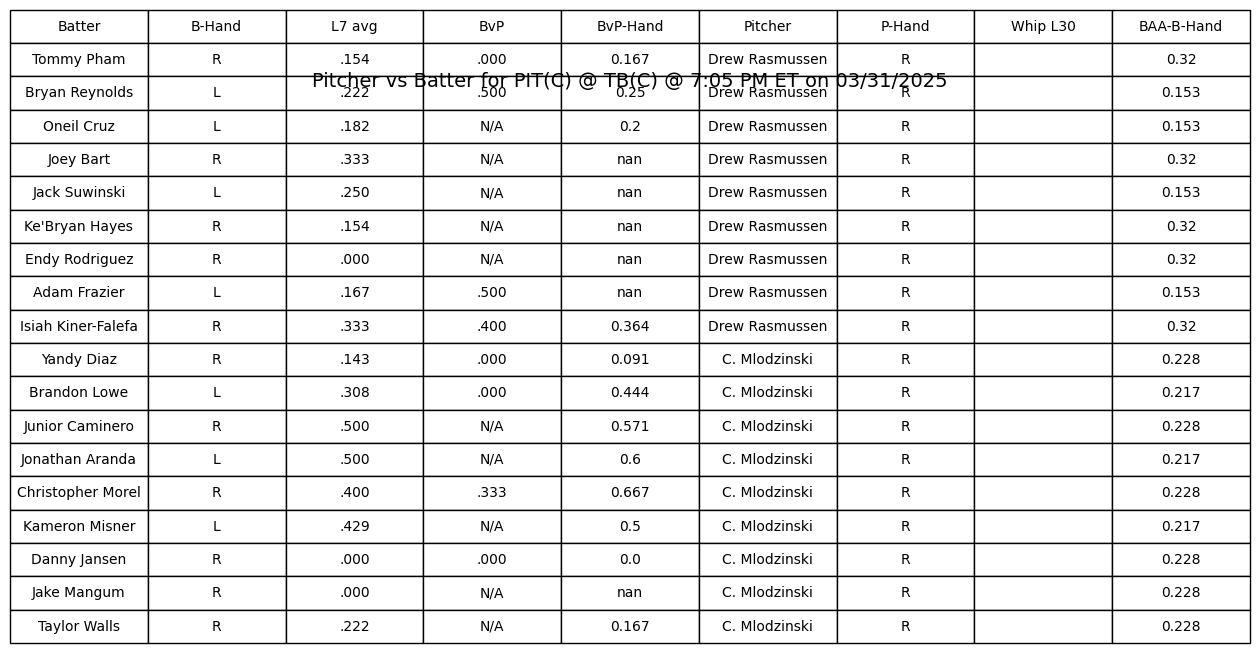 Batter B-Hand L7 avg BvP BvP-Hand Pitcher P-Hand Whip L30 BAA-B-Hand
Tommy Pham R .154 .000 0.167 Drew Rasmussen R 0.32
Pitcher vs Batter for PIT(C) @ TB(C) @ 7:05 PM ET on 03/31/2025
Bryan Reynolds L .222 .500 0.25 Drew Rasmussen R 0.153
Oneil Cruz L .182 N/A 0.2 Drew Rasmussen R 0.153
Joey Bart R .333 N/A nan Drew Rasmussen R 0.32
Jack Suwinski L .250 N/A nan Drew Rasmussen R 0.153
Ke'Bryan Hayes R .154 N/A nan Drew Rasmussen R 0.32
Endy Rodriguez R .000 N/A nan Drew Rasmussen R 0.32
Adam Frazier L .167 .500 nan Drew Rasmussen R 0.153
Isiah Kiner-Falefa R .333 .400 0.364 Drew Rasmussen R 0.32
Yandy Diaz R .143 .000 0.091 C. Mlodzinski R 0.228
Brandon Lowe L .308 .000 0.444 C. Mlodzinski R 0.217
Junior Caminero R .500 N/A 0.571 C. Mlodzinski R 0.228
Jonathan Aranda L .500 N/A 0.6 C. Mlodzinski R 0.217
Christopher Morel R .400 .333 0.667 C. Mlodzinski R 0.228
Kameron Misner L .429 N/A 0.5 C. Mlodzinski R 0.217
Danny Jansen R .000 .000 0.0 C. Mlodzinski R 0.228
Jake Mangum R .000 N/A nan C. Mlodzinski R 0.228
Taylor Walls R .222 N/A 0.167 C. Mlodzinski R 0.228